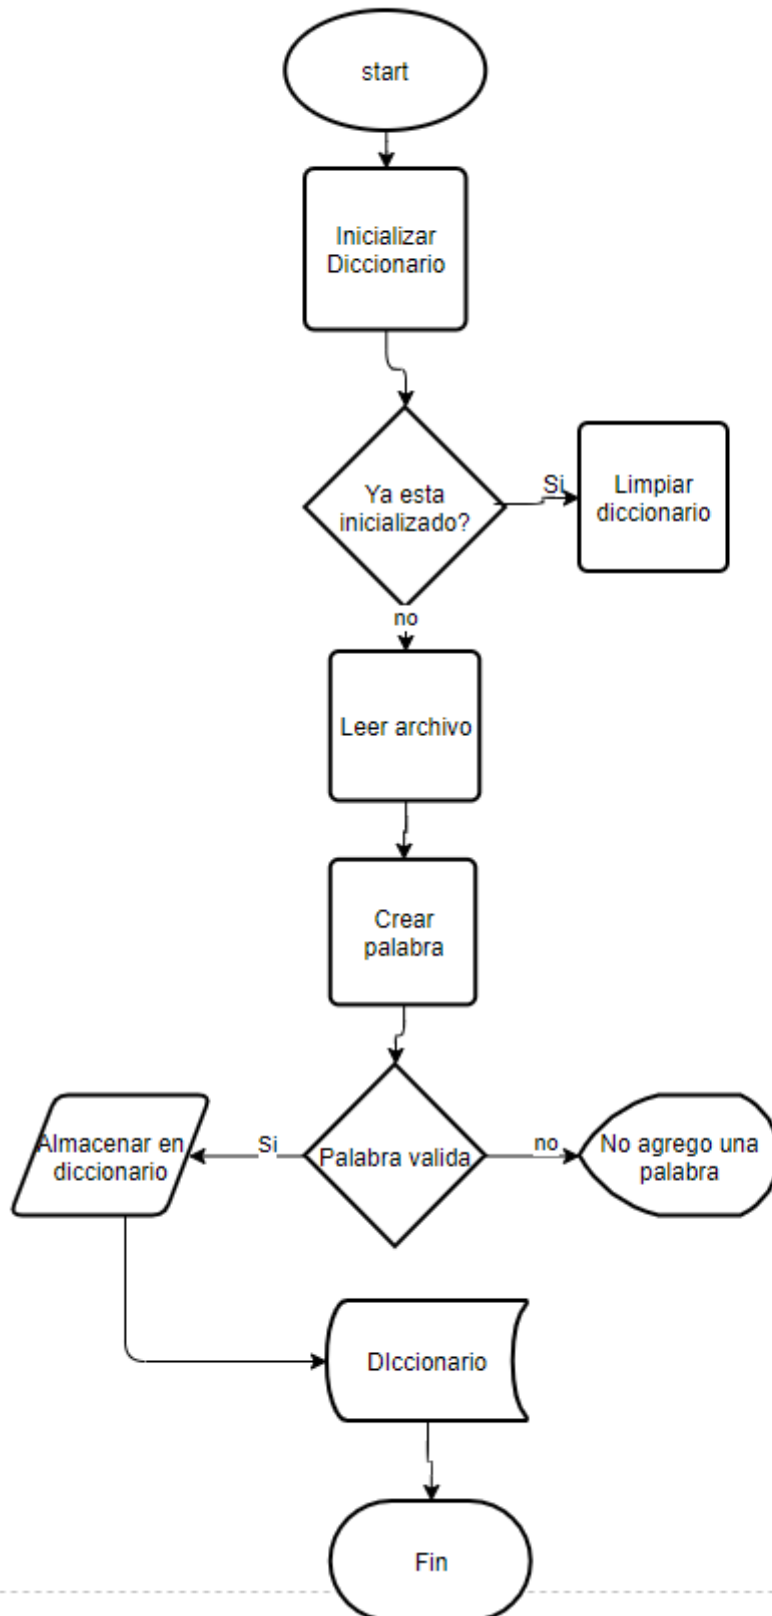 start
Inicializar
Diccionario
Ya esta
inicializado?
Si
Limpiar
diccionario
no
Leer archivo
Crear
palabra
Almacenar en
diccionario
Si
Palabra valida
no
No agrego una
palabra
DIccionario
Fin